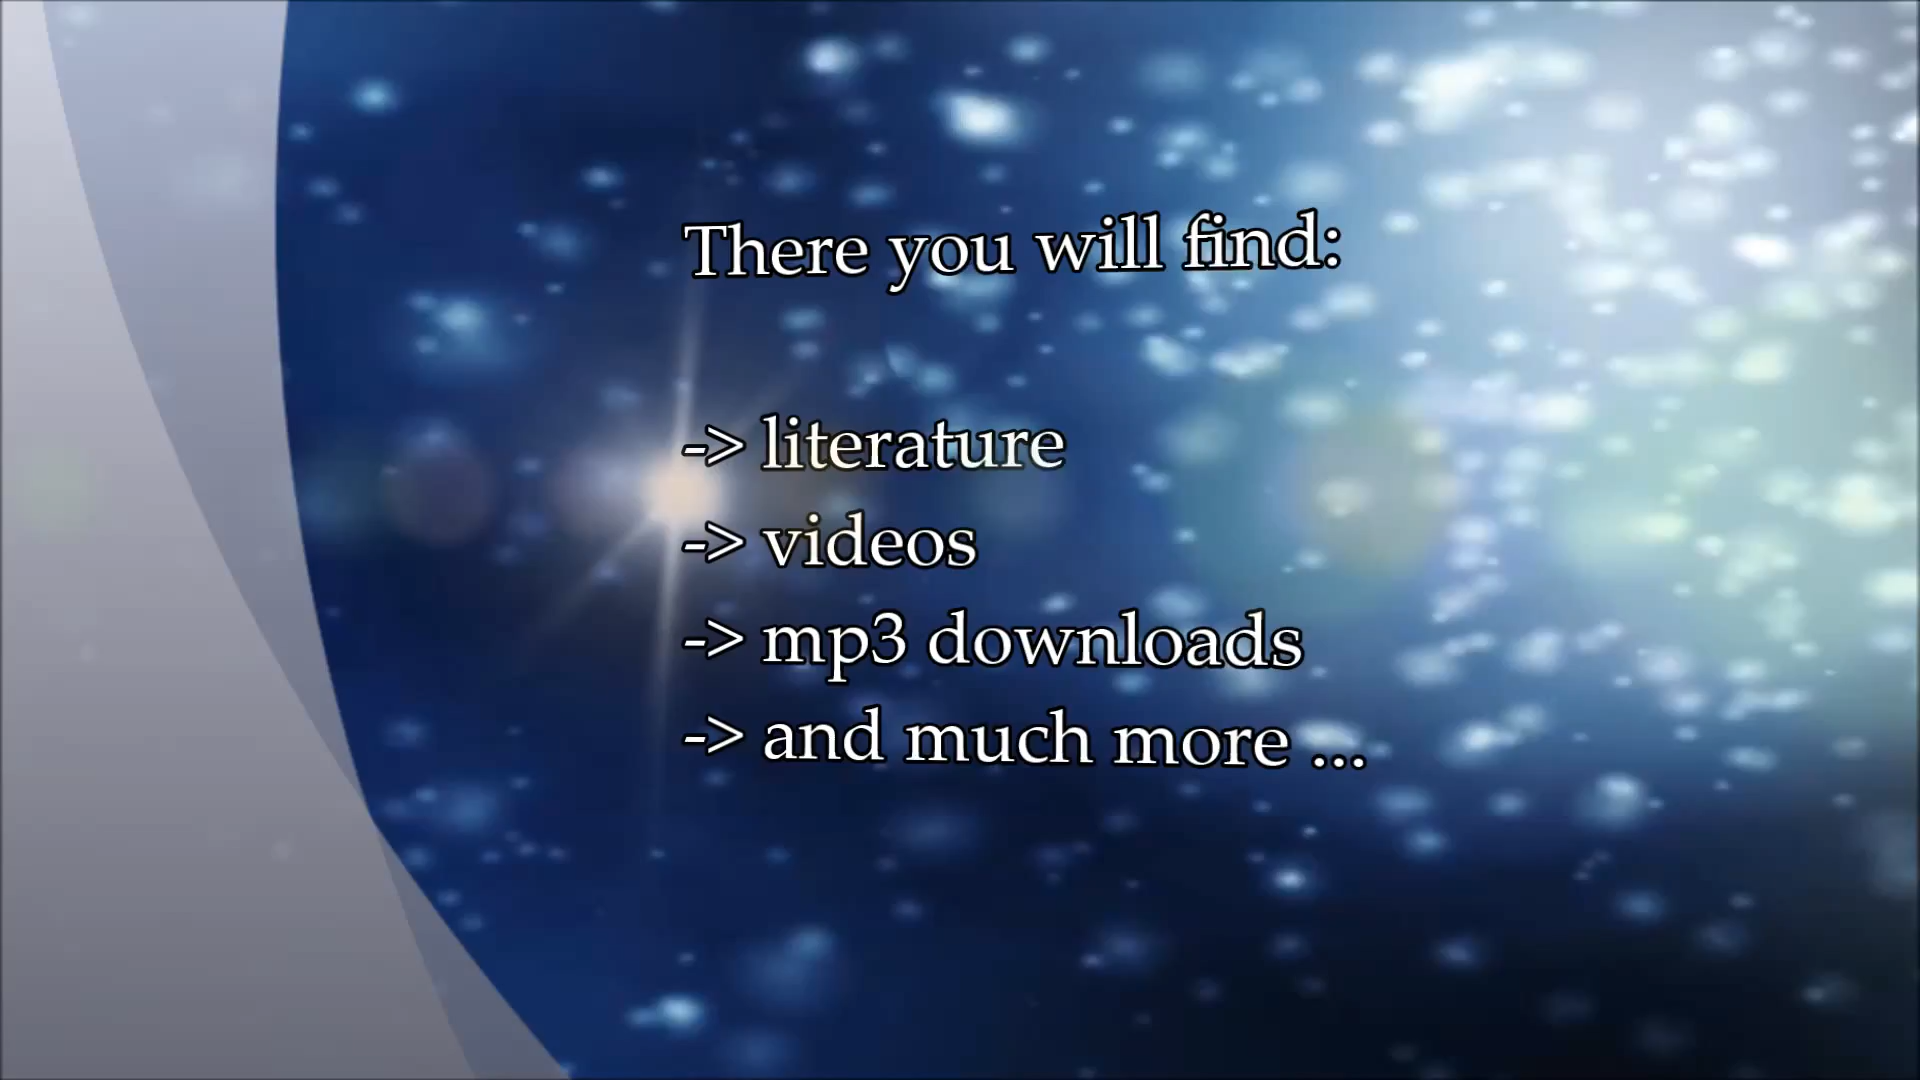 There you will find:
-> literature
-> videos
-> mp3 downloads
-> and much more ...